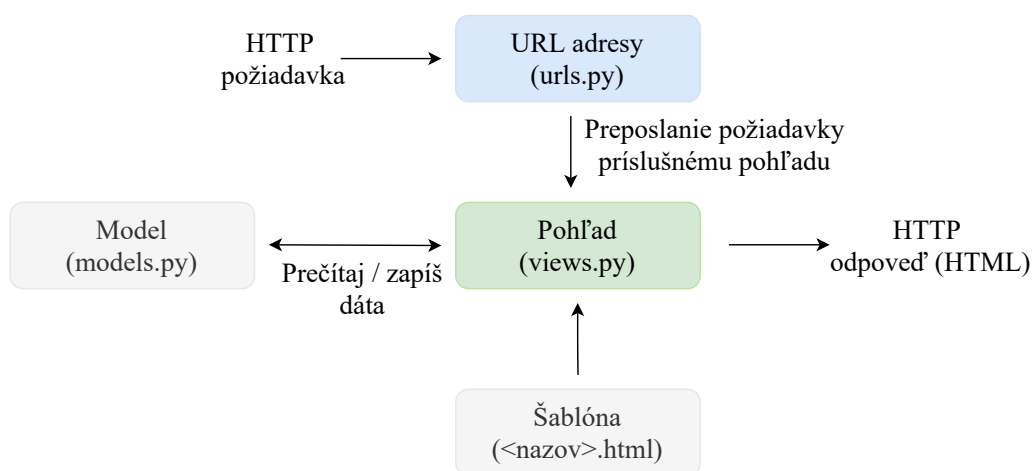 HTTP
požiadavka
URL adresy
(urls.py)
Preposlanie požiadavky
príslušnému pohľadu
Model
(models.py)
Prečítaj / zapíš
dáta
Pohľad
(views.py)
HTTP
odpoveď (HTML)
Šablóna
(<nazov>.html)